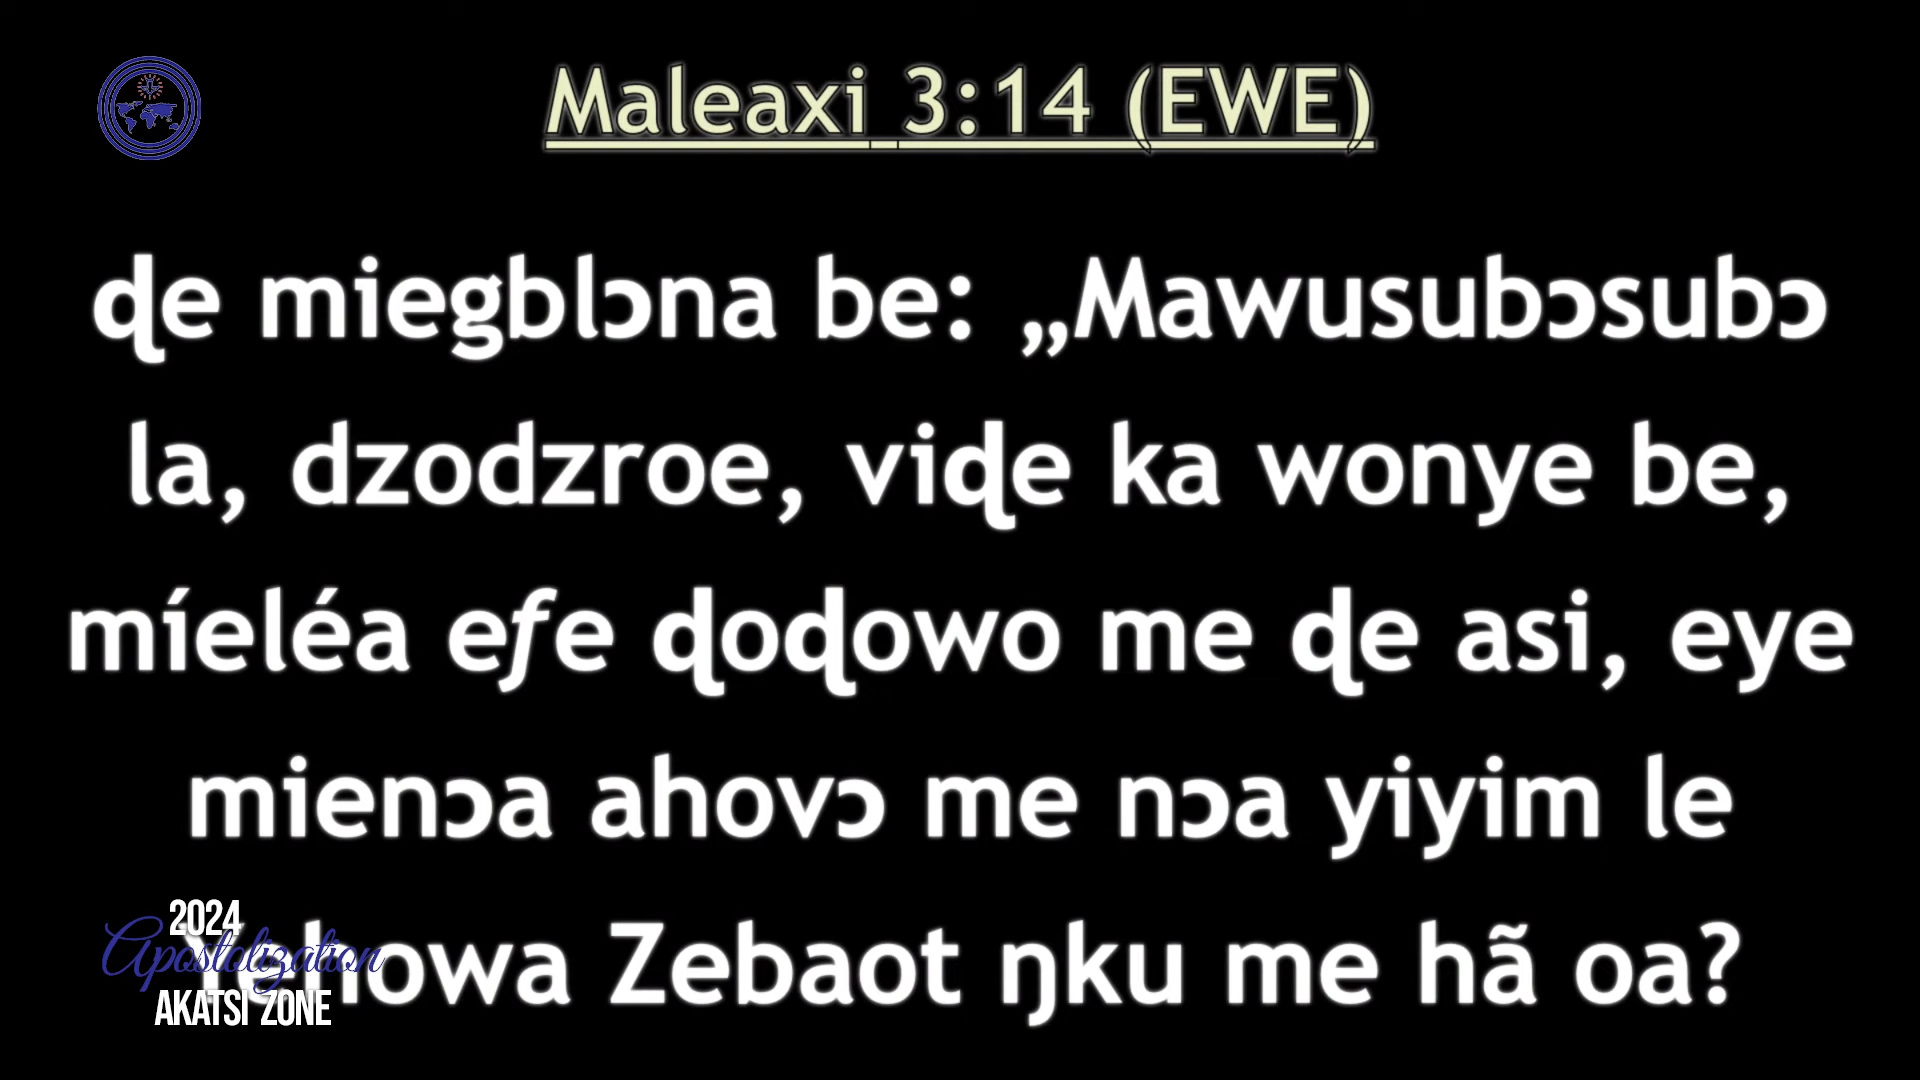 Maleaxi 3:14 (EWE)
ɖe miegblɔna be: „Mawusubɔsubɔ
la, dzodzroe, viɖe ka wonye be,
míeléa eƒe ɖoɖowo me ɖe asi, eye
mienɔa ahovɔ me nɔa yiyim le
Yehowa Zebaot ŋku me hã oa?
2024
Apostolization
AKATSI ZONE